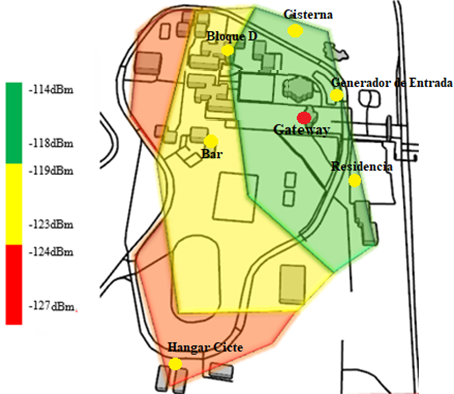 Cisterna
Bloque D
Generador de Entrada
Gateway
Bar
Residencia
Hangar Cicte
-114dBm
-118dBm
-119dBm
-123dBm
-124dBm
-127dBm